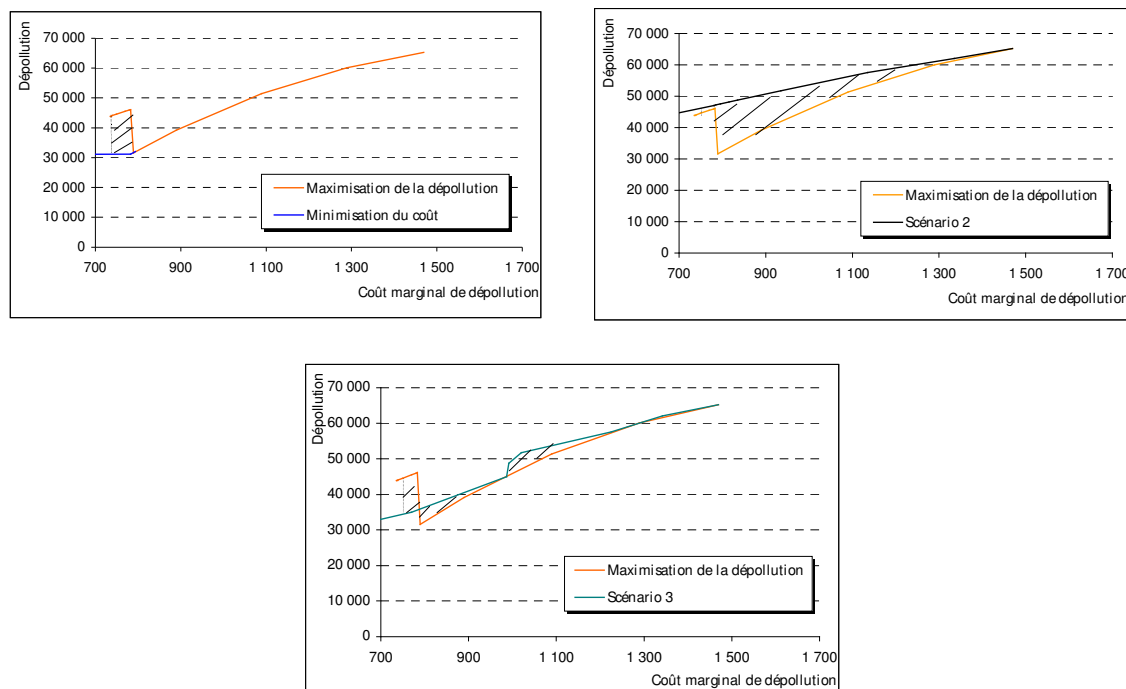 Dépollution
70 000
60 000
50 000
40 000
30 000
20 000
10 000
0
Maximisation de la dépollution
Minimisation du coût
700 900 1 100 1 300 1 500 1 700
Coût marginal de dépollution
Dépollution
70 000
60 000
50 000
40 000
30 000
20 000
10 000
0
Maximisation de la dépollution
Scénario 2
700 900 1 100 1 300 1 500 1 700
Coût marginal de dépollution
Dépollution
70 000
60 000
50 000
40 000
30 000
20 000
10 000
0
Maximisation de la dépollution
Scénario 3
700 900 1 100 1 300 1 500 1 700
Coût marginal de dépollution